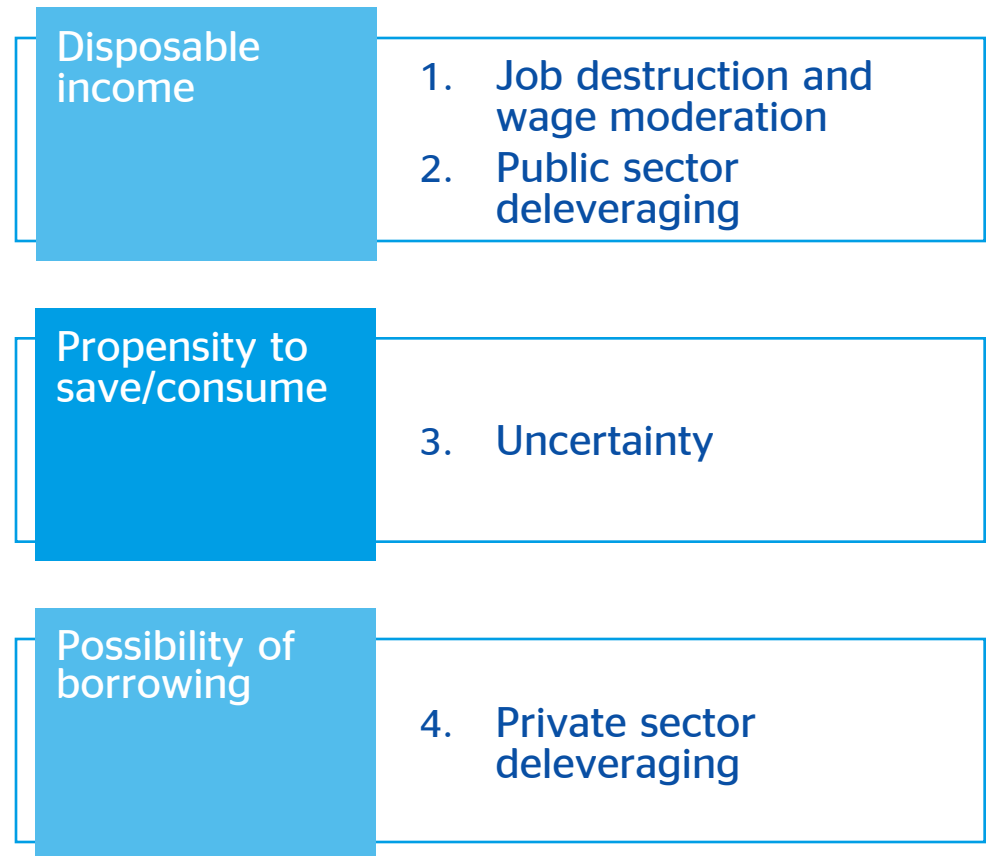 Disposable
income
1. Job destruction and
wage moderation
2. Public sector
deleveraging
Propensity to
save/consume
3. Uncertainty
Possibility of
borrowing
4. Private sector
deleveraging